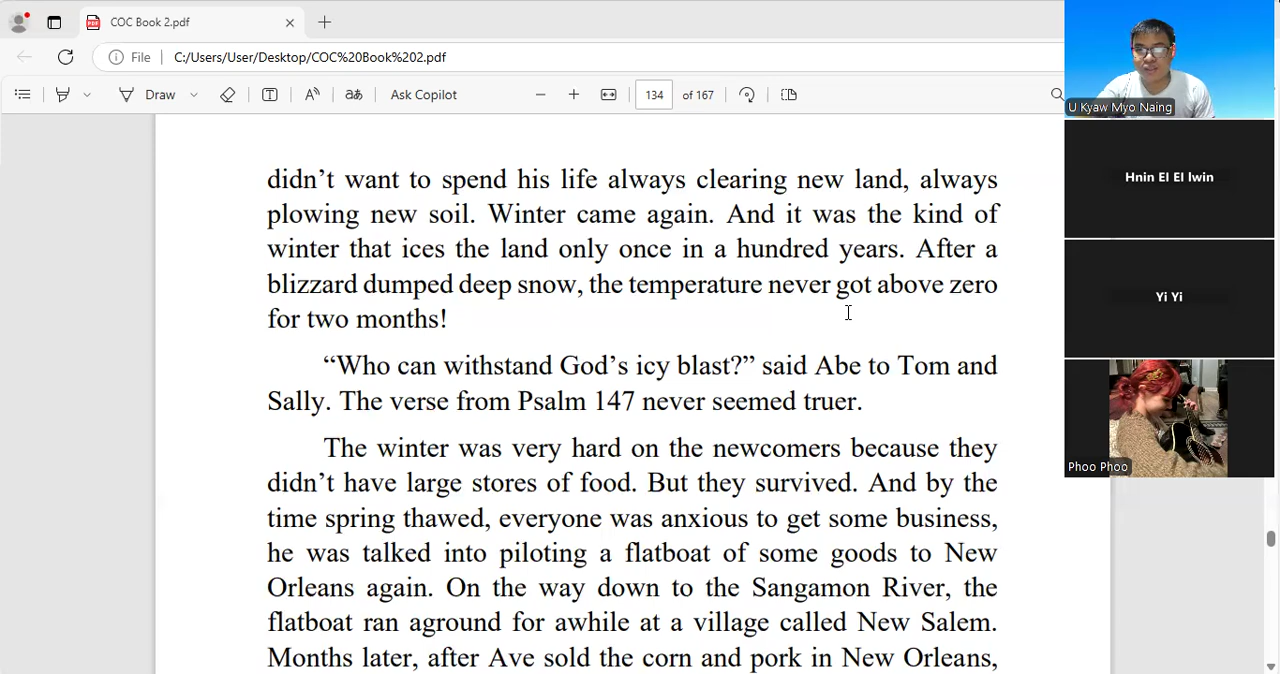 COC Book 2.pdf
File
C:/Users/User/Desktop/COC%20Book%202.pdf
Draw
Ask Copilot
134 of 167
didn’t want to spend his life always clearing new land, always
plowing new soil. Winter came again. And it was the kind of
winter that ices the land only once in a hundred years. After a
blizzard dumped deep snow, the temperature never got above zero
for two months!
“Who can withstand God’s icy blast?” said Abe to Tom and
Sally. The verse from Psalm 147 never seemed truer.
The winter was very hard on the newcomers because they
didn’t have large stores of food. But they survived. And by the
time spring thawed, everyone was anxious to get some business,
he was talked into piloting a flatboat of some goods to New
Orleans again. On the way down to the Sangamon River, the
flatboat ran aground for awhile at a village called New Salem.
Months later, after Ave sold the corn and pork in New Orleans,
U Kyaw Myo Naing
Hnin EI EI lwin
Yi Yi
Phoo Phoo